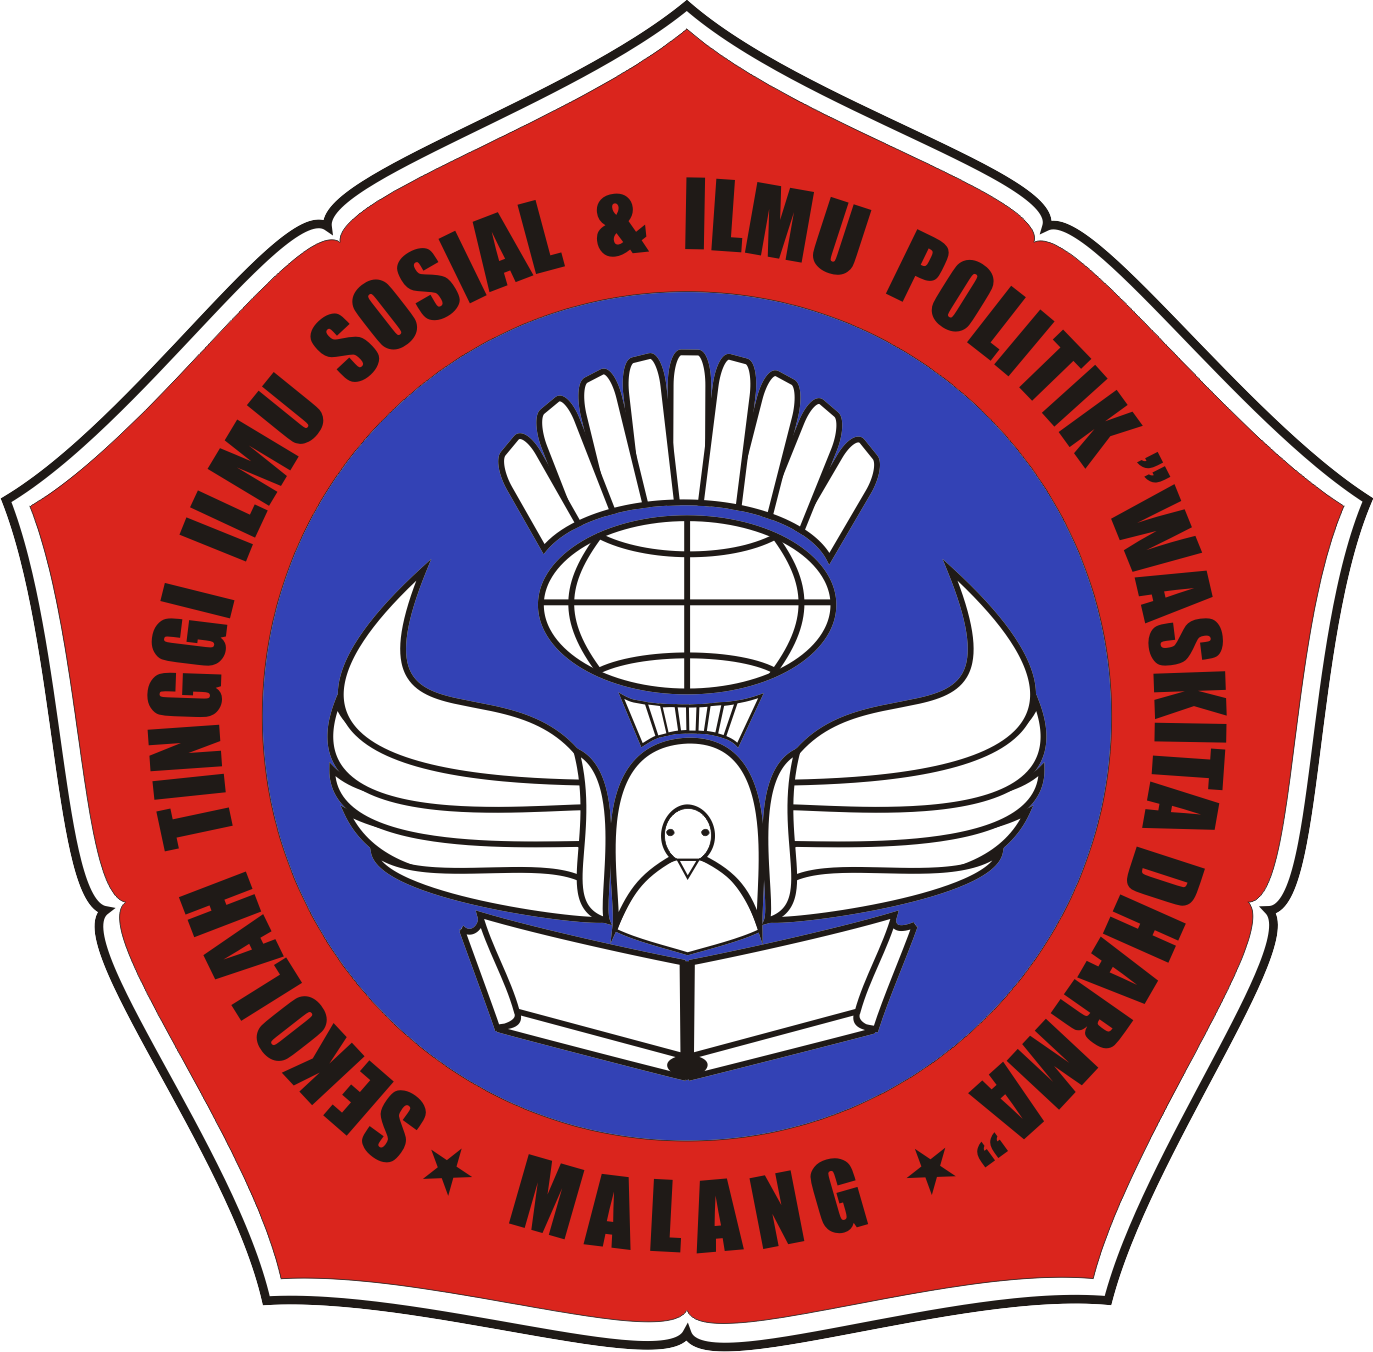 SEKOLAH TINGGI ILMU SOSIAL & ILMU POLITIK "WASKITA DHARMA"
MALANG